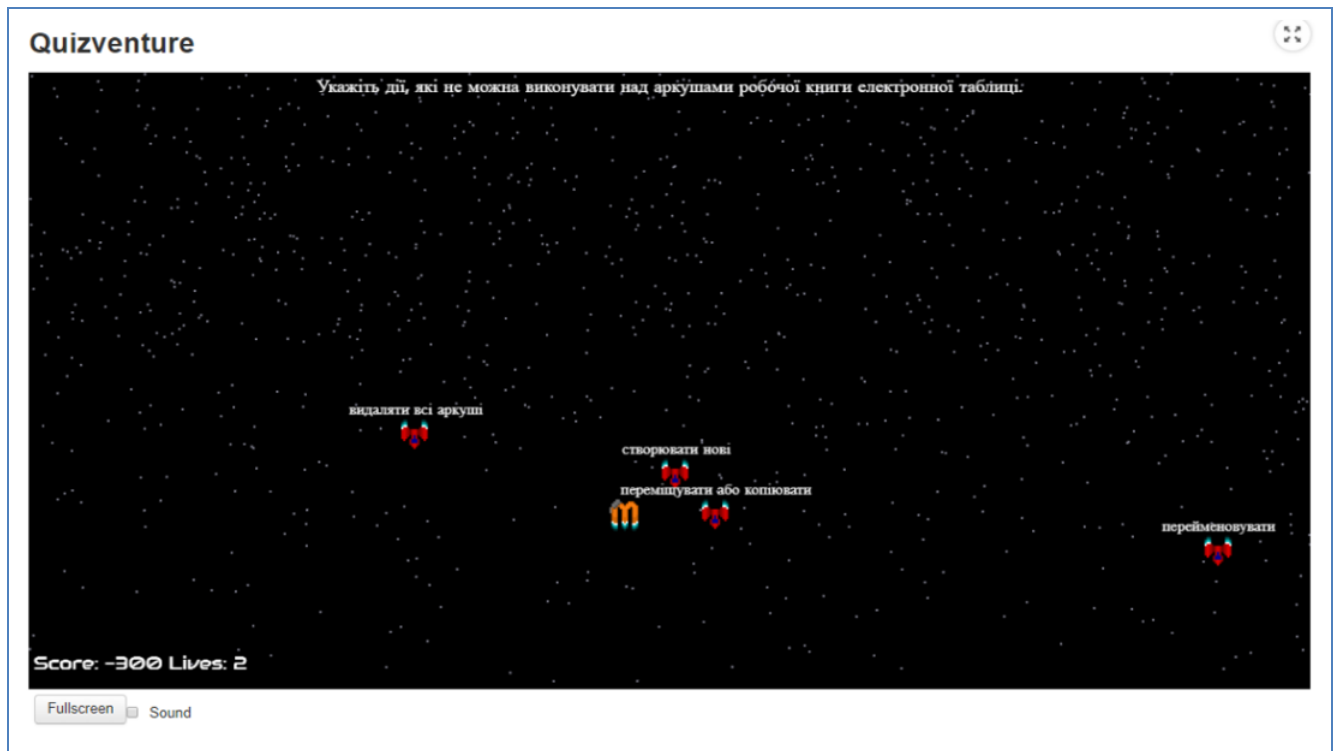 Quizventure
Укажіть дії, які не можна виконувати над аркушами робочої книги електронної таблиці.
видаляти всі аркуші
створювати нові
переміщувати або копіювати
перейменовувати
Score: -300 Lives: 2
Fullscreen Sound